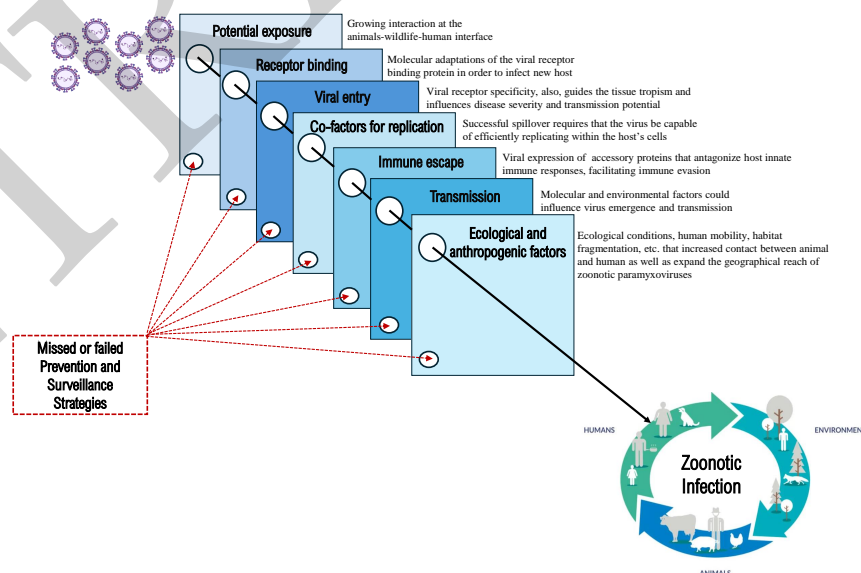 Potential exposure
Growing interaction at the
animals-wildlife-human interface
Receptor binding
Molecular adaptations of the viral receptor
binding protein in order to infect new host
Viral entry
Viral receptor specificity, also, guides the tissue tropism and
influences disease severity and transmission potential
Co-factors for replication
Successful spillover requires that the virus be capable
of efficiently replicating within the host's cells
Immune escape
Viral expression of accessory proteins that antagonize host innate
immune responses, facilitating immune evasion
Transmission
Molecular and environmental factors could
influence virus emergence and transmission
Ecological and
anthropogenic factors
Ecological conditions, human mobility, habitat
fragmentation, etc. that increased contact between animal
and human as well as expand the geographical reach of
zoonotic paramyxoviruses
Missed or failed
Prevention and
Surveillance
Strategies
HUMANS
ENVIRONMEN
Zoonotic
Infection
ANIMALS